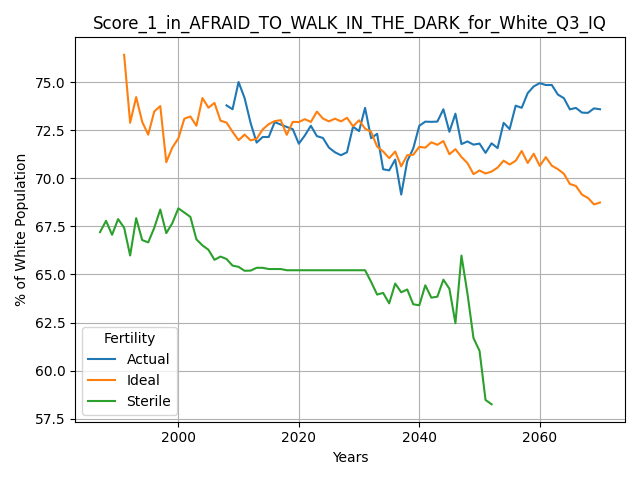 Score_1_in_AFRAID_TO_WALK_IN_THE_DARK_for_White_Q3_IQ
% of White Population
75.0
72.5
70.0
67.5
65.0
62.5
60.0
57.5
Fertility
Actual
Ideal
Sterile
2000
2020
2040
2060
Years